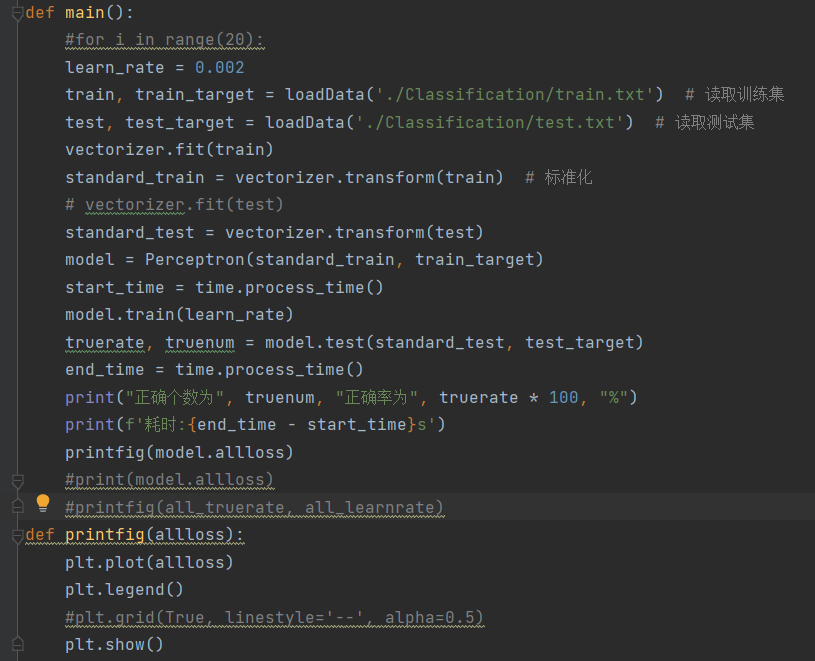 def main():
    #for i in range(20):
    learn_rate = 0.002
    train, train_target = loadData('./Classification/train.txt')  # 读取训练集
    test, test_target = loadData('./Classification/test.txt')  # 读取测试集
    vectorizer.fit(train)
    standard_train = vectorizer.transform(train)  # 标准化
    # vectorizer.fit(test)
    standard_test = vectorizer.transform(test)
    model = Perceptron(standard_train, train_target)
    start_time = time.process_time()
    model.train(learn_rate)
    truerate, truenum = model.test(standard_test, test_target)
    end_time = time.process_time()
    print("正确个数为", truenum, "正确率为", truerate * 100, "%")
    print(f'耗时:{end_time - start_time}s')
    printfig(model.allloss)
    #print(model.allloss)
    #printfig(all_truerate, all_learnrate)
def printfig(allloss):
    plt.plot(allloss)
    plt.legend()
    #plt.grid(True, linestyle='--', alpha=0.5)
    plt.show()